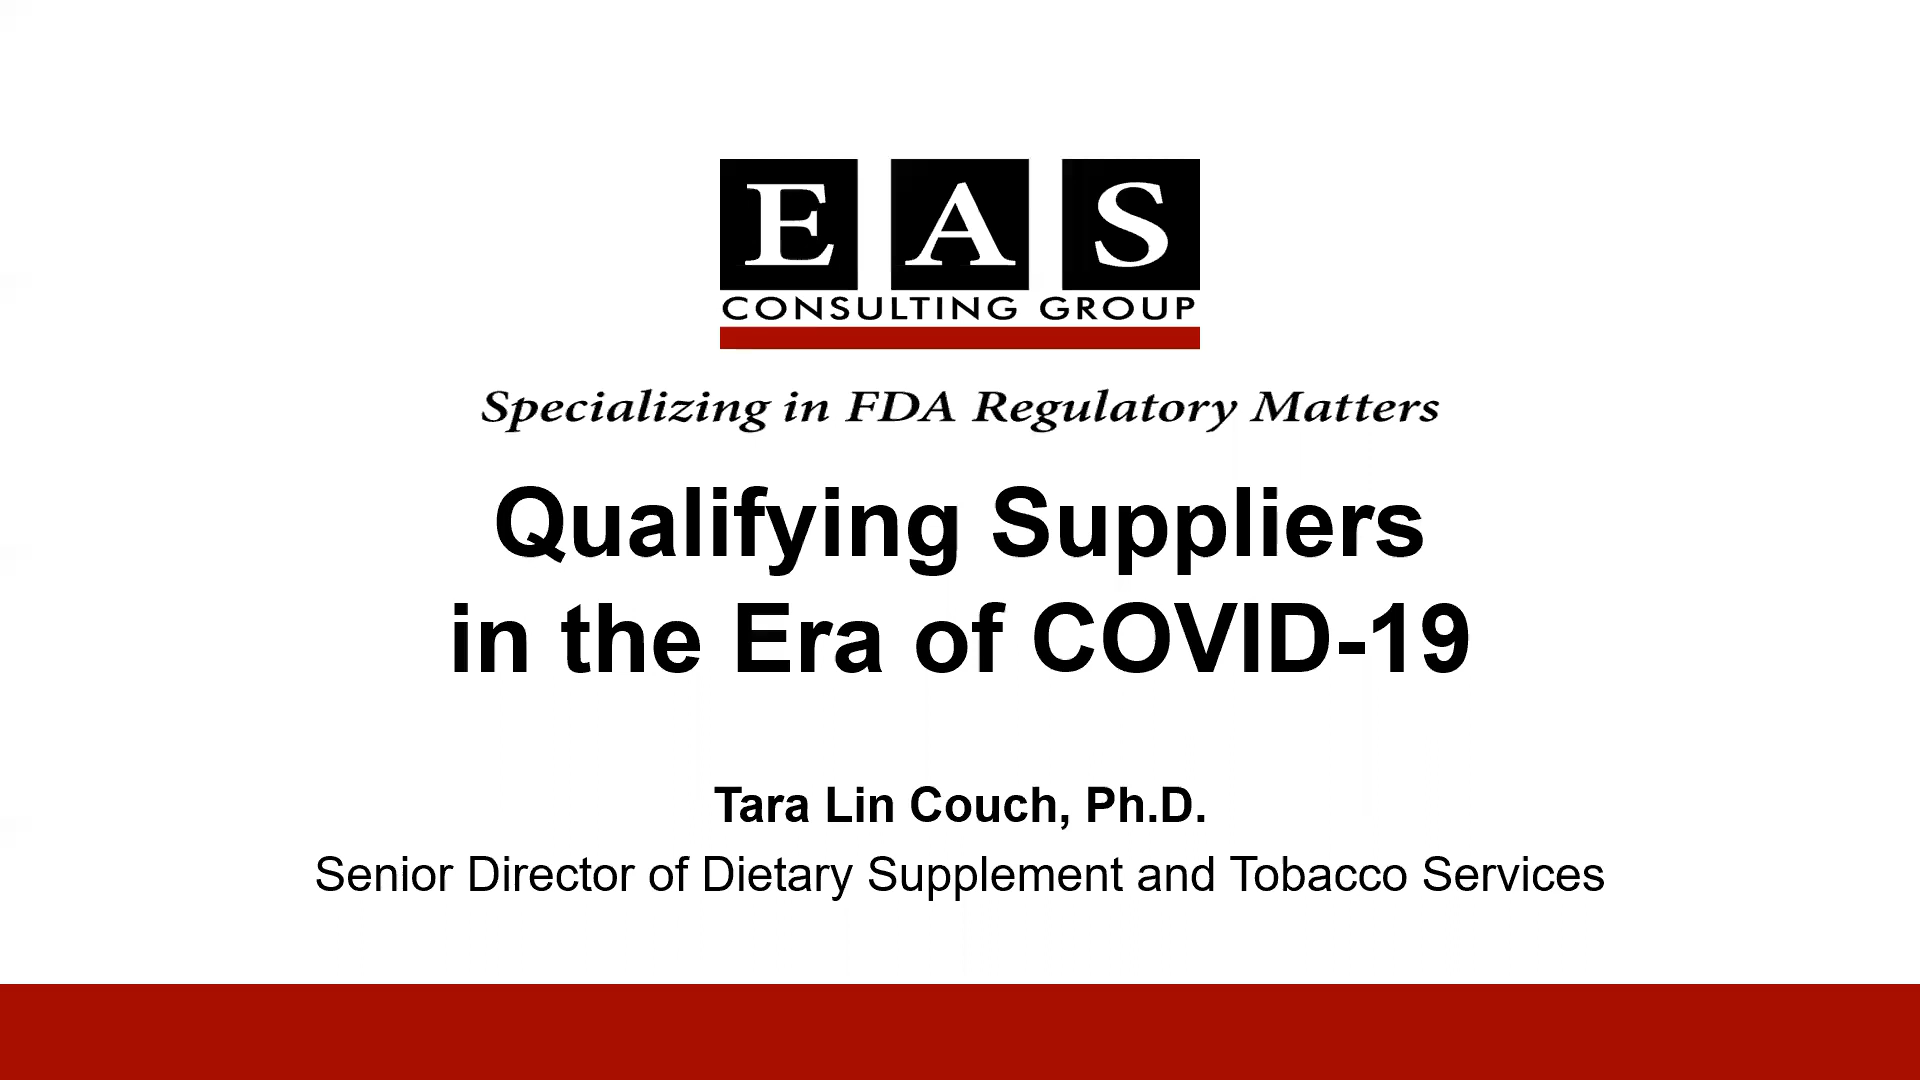 EAS
CONSULTING GROUP
Specializing in FDA Regulatory Matters
Qualifying Suppliers
in the Era of COVID-19
Tara Lin Couch, Ph.D.
Senior Director of Dietary Supplement and Tobacco Services